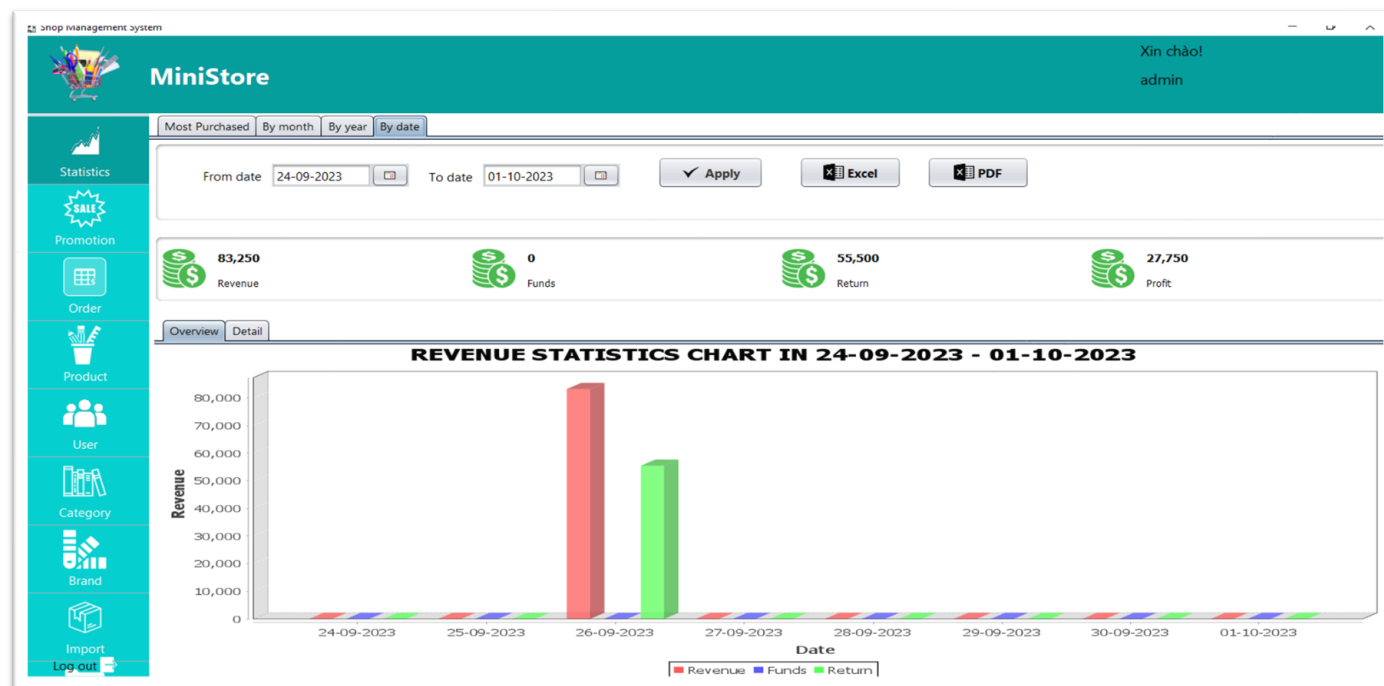 Shop Management System
MiniStore
Xin chào!
admin
Statistics
SALE
Promotion
Order
Product
User
Category
Brand
Import
Log out
Most Purchased By month By year By date
From date 24-09-2023 To date 01-10-2023 Apply Excel PDF
83,250 0 55,500 27,750
Revenue Funds Return Profit
Overview Detail
REVENUE STATISTICS CHART IN 24-09-2023 - 01-10-2023
80,000
70,000
60,000
50,000
40,000
30,000
20,000
10,000
0
Revenue
24-09-2023 25-09-2023 26-09-2023 27-09-2023 28-09-2023 29-09-2023 30-09-2023 01-10-2023
Date
Revenue Funds Return